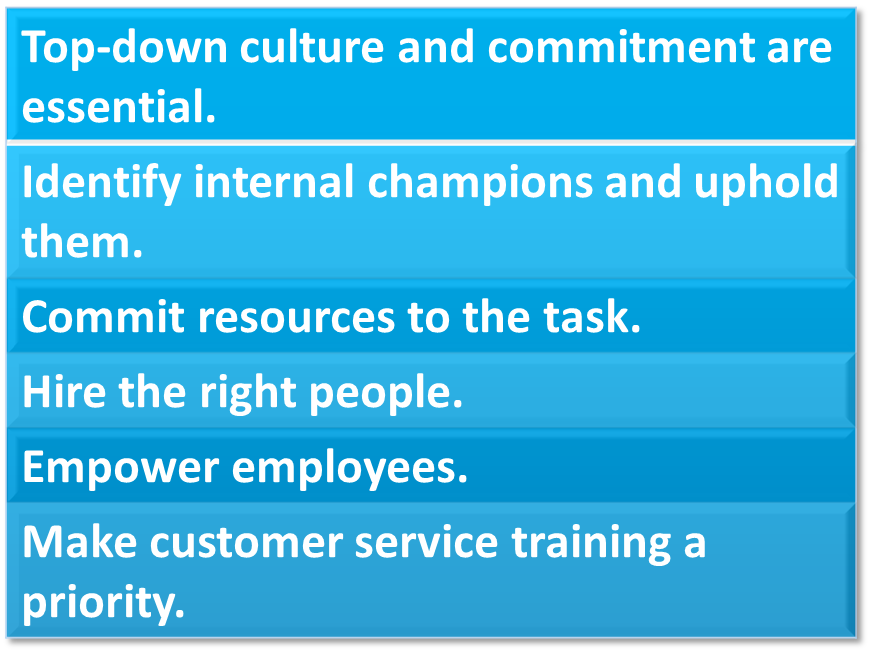 Top-down culture and commitment are
essential.
Identify internal champions and uphold
them.
Commit resources to the task.
Hire the right people.
Empower employees.
Make customer service training a
priority.